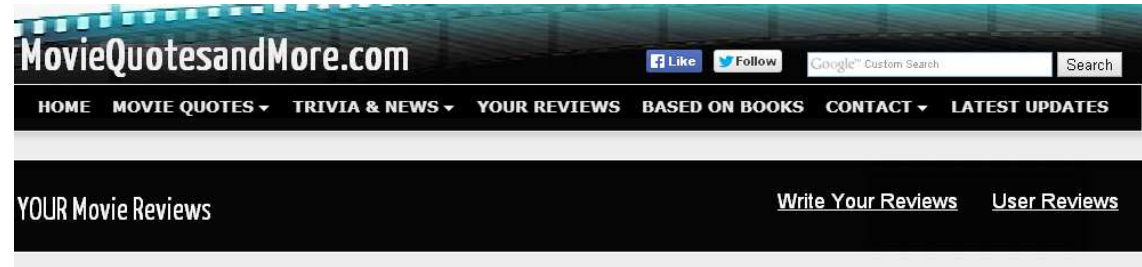 MovieQuotesandMore.com
Like Follow Google™ Custom Search Search
HOME MOVIE QUOTES TRIVIA & NEWS YOUR REVIEWS BASED ON BOOKS CONTACT LATEST UPDATES
YOUR Movie Reviews Write Your Reviews User Reviews